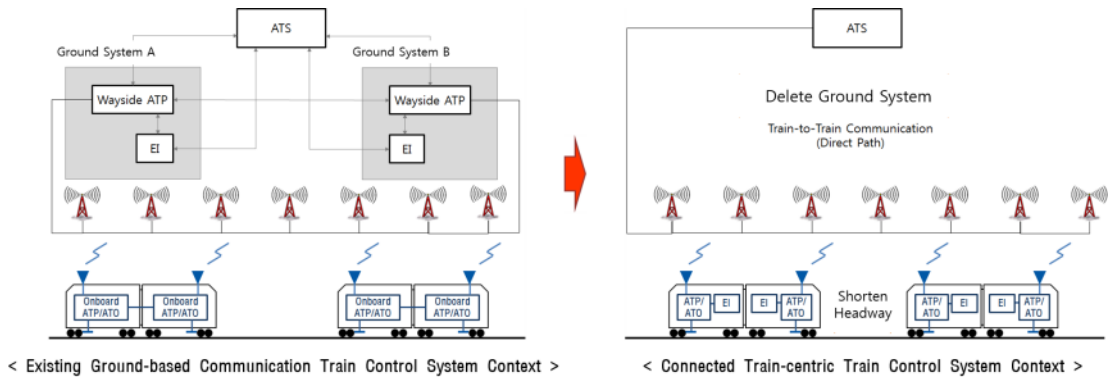 ATS
Ground System A
Ground System B
Wayside ATP
Wayside ATP
EI
EI
Onboard
ATP/ATO
Onboard
ATP/ATO
Onboard
ATP/ATO
Onboard
ATP/ATO
< Existing Ground-based Communication Train Control System Context >
ATS
Delete Ground System
Train-to-Train Communication
(Direct Path)
ATP/
ATO
EI
EI
ATP/
ATO
Shorten
Headway
ATP/
ATO
EI
EI
ATP/
ATO
< Connected Train-centric Train Control System Context >